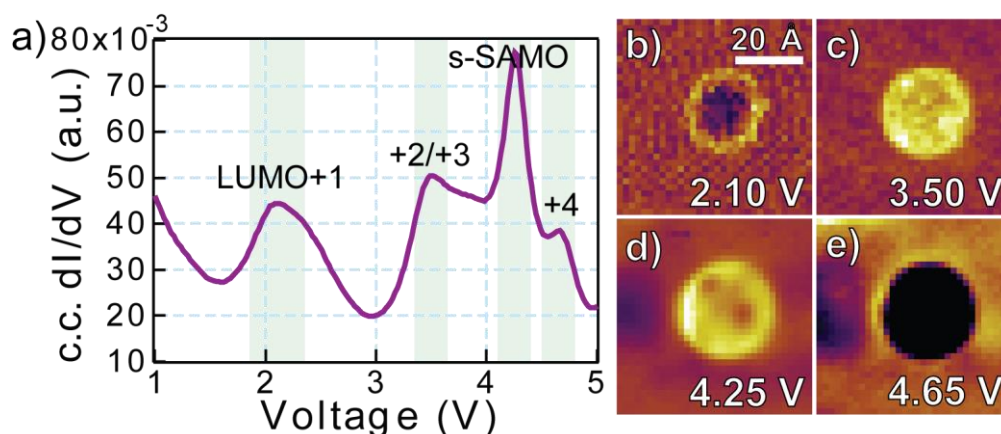 a)
80x10⁻³
70
60
50
40
30
20
10
c.c. dI/dV (a.u.)
LUMO+1
+2/+3
s-SAMO
+4
1 2 3 4 5
Voltage (V)
b) 20 Å
2.10 V
c)
3.50 V
d)
4.25 V
e)
4.65 V